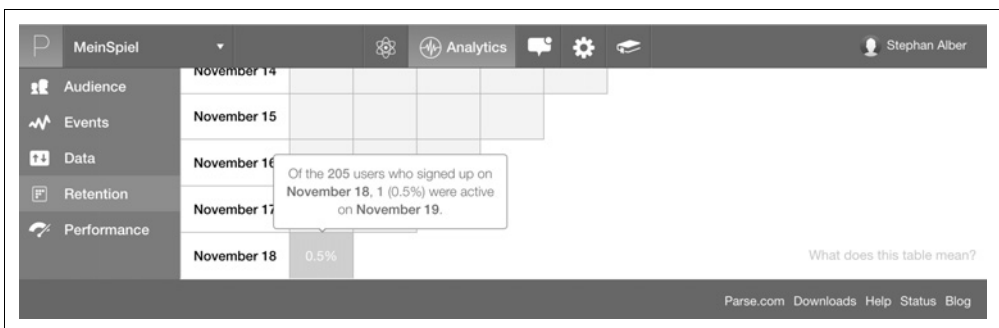 P MeinSpiel Analytics Stephan Alber
Audience
Events
Data
Retention
Performance
November 14
November 15
November 16
November 17
November 18 0.5%
Of the 205 users who signed up on
November 18, 1 (0.5%) were active
on November 19.
What does this table mean?
Parse.com Downloads Help Status Blog